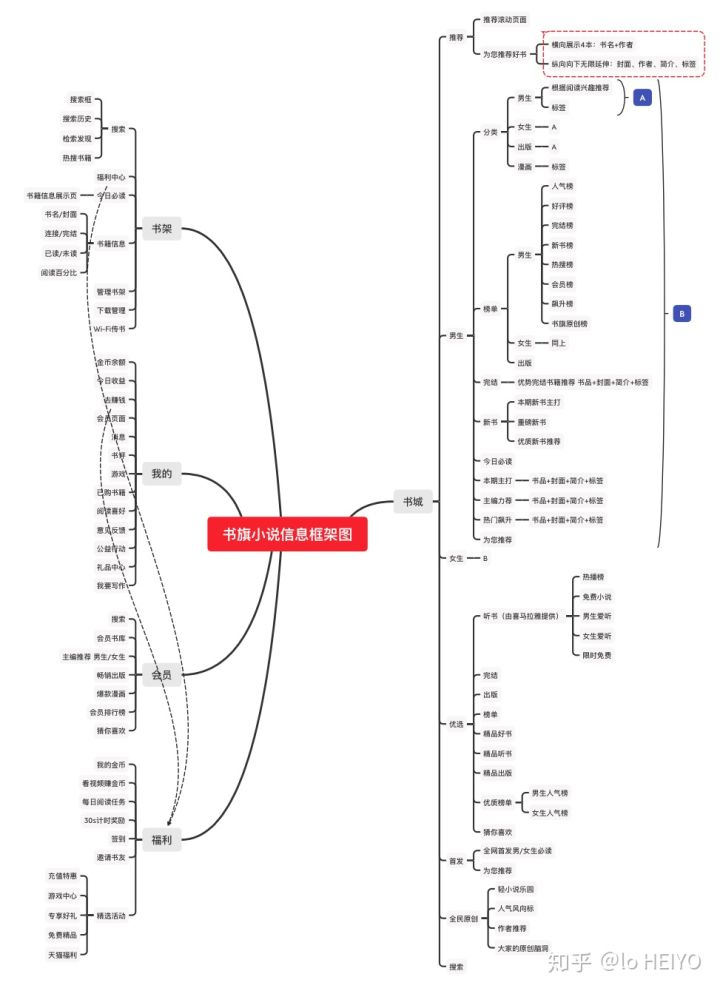 书旗小说信息框架图
书架
搜索
搜索框
搜索历史
检索发现
热搜书籍
福利中心
今日必读
书籍信息展示页
书籍信息
书名/封面
连接/完结
已读/未读
阅读百分比
管理书架
下载管理
Wi-Fi传书
我的
金币余额
今日收益
去赚钱
会员页面
消息
书评
游戏
已购书籍
阅读喜好
意见反馈
公益行动
礼品中心
我要写作
会员
搜索
会员书库
主编推荐 男生/女生
畅销出版
爆款漫画
会员排行榜
猜你喜欢
福利
我的金币
看视频赚金币
每日阅读任务
30s计时奖励
签到
邀请书友
精选活动
充值特惠
游戏中心
专享好礼
免费精品
天猫福利
书城
推荐
推荐滚动页面
为您推荐好书
横向展示4本：书名+作者
纵向向下无限延伸：封面、作者、简介、标签
男生
分类
男生
根据阅读兴趣推荐
标签
A
女生
A
出版
A
漫画
标签
榜单
男生
人气榜
好评榜
完结榜
新书榜
热搜榜
会员榜
飙升榜
书旗原创榜
女生
同上
出版
完结
优势完结书籍推荐 书品+封面+简介+标签
新书
本期新书主打
重磅新书
优质新书推荐
今日必读
本期主打
书品+封面+简介+标签
主编力荐
书品+封面+简介+标签
热门飙升
书品+封面+简介+标签
为您推荐
B
女生
B
优选
听书（由喜马拉雅提供）
热播榜
免费小说
男生爱听
女生爱听
限时免费
完结
出版
榜单
精品好书
精品听书
精品出版
优质榜单
男生人气榜
女生人气榜
猜你喜欢
首发
全网首发男/女生必读
为您推荐
全民原创
轻小说乐园
人气风向标
作者推荐
大家的原创脑洞
搜索
知乎 @lo HEIYO